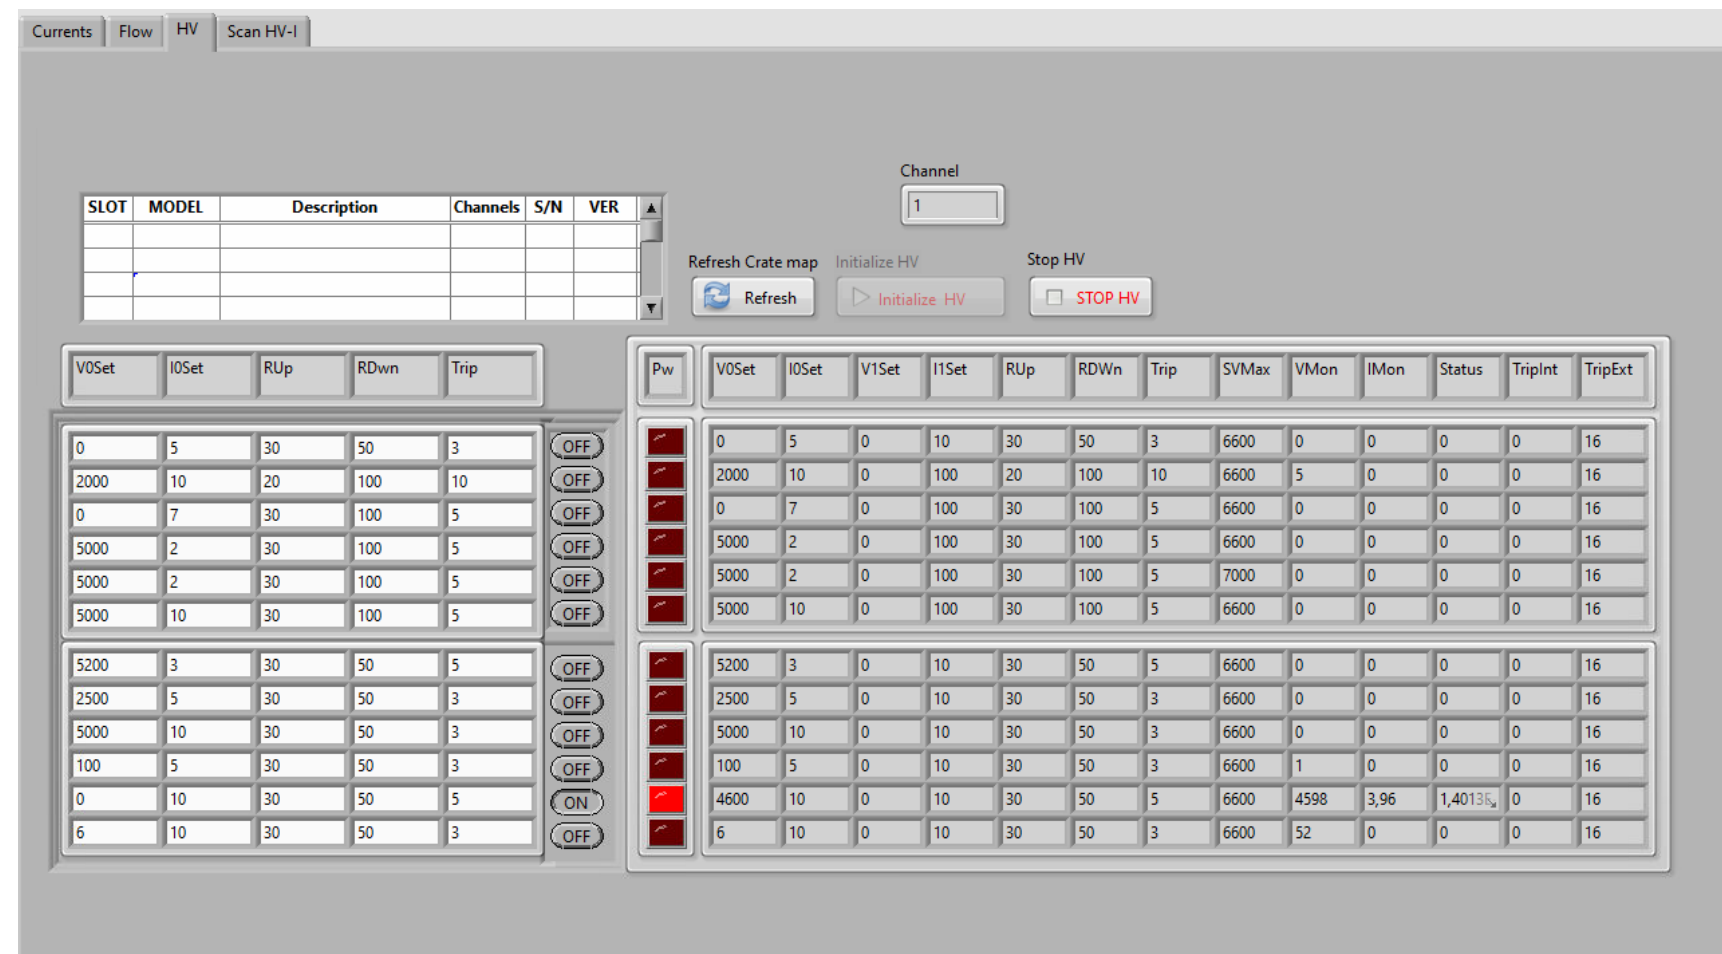 Currents Flow HV Scan HV-I
Channel
1
SLOT MODEL Description Channels S/N VER
Refresh Crate map Initialize HV Stop HV
Refresh Initialize HV STOP HV
V0Set I0Set RUp RDwn Trip Pw V0Set I0Set V1Set I1Set RUp RDWn Trip SVMax VMon IMon Status TripInt TripExt
0 5 30 50 3 OFF 0 5 0 10 30 50 3 6600 0 0 0 0 16
2000 10 20 100 10 OFF 2000 10 0 100 20 100 10 6600 5 0 0 0 16
0 7 30 100 5 OFF 0 7 0 100 30 100 5 6600 0 0 0 0 16
5000 2 30 100 5 OFF 5000 2 0 100 30 100 5 6600 0 0 0 0 16
5000 2 30 100 5 OFF 5000 2 0 100 30 100 5 7000 0 0 0 0 16
5000 10 30 100 5 OFF 5000 10 0 100 30 100 5 6600 0 0 0 0 16
5200 3 30 50 5 OFF 5200 3 0 10 30 50 5 6600 0 0 0 0 16
2500 5 30 50 3 OFF 2500 5 0 10 30 50 3 6600 0 0 0 0 16
5000 10 30 50 3 OFF 5000 10 0 10 30 50 3 6600 0 0 0 0 16
100 5 30 50 3 OFF 100 5 0 10 30 50 3 6600 1 0 0 0 16
0 10 30 50 5 ON 4600 10 0 10 30 50 5 6600 4598 3,96 1,4013E 0 16
6 10 30 50 3 OFF 6 10 0 10 30 50 3 6600 52 0 0 0 16